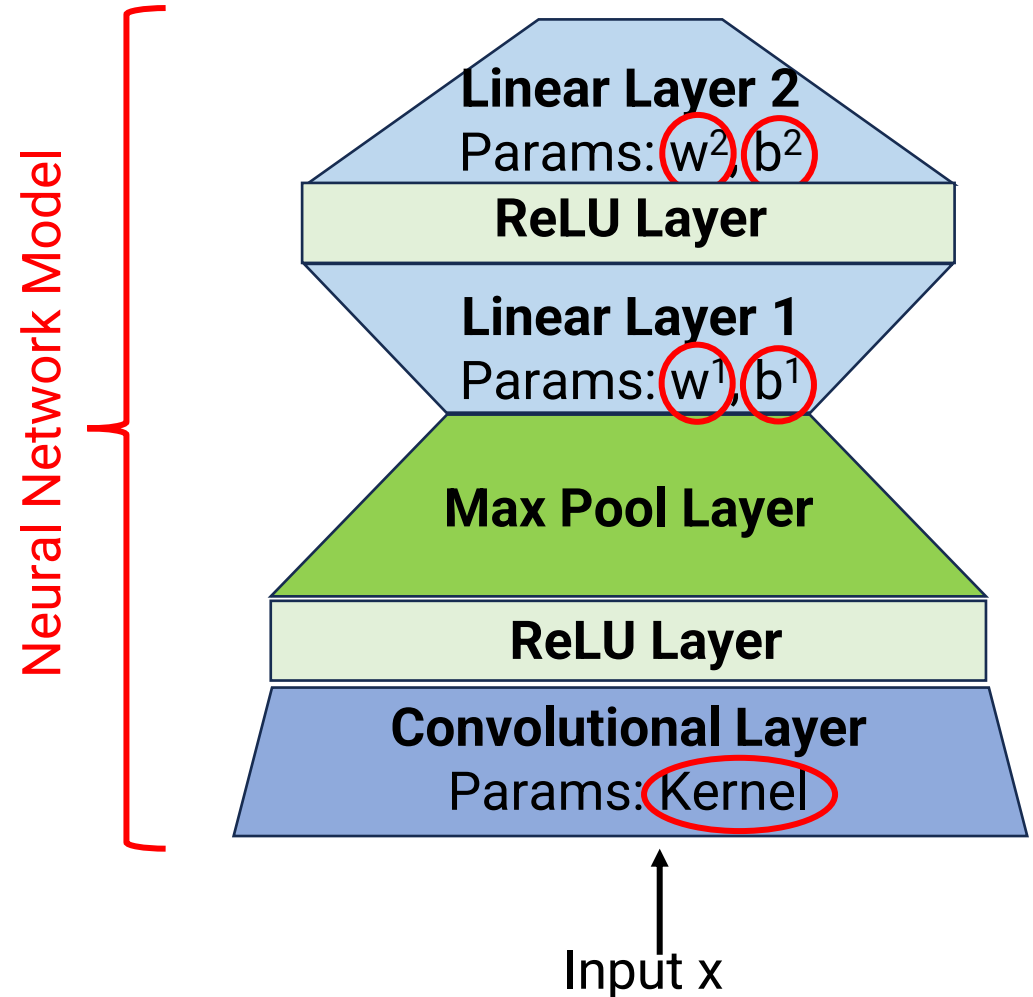 Neural Network Model
Linear Layer 2
Params: w², b²
ReLU Layer
Linear Layer 1
Params: w¹, b¹
Max Pool Layer
ReLU Layer
Convolutional Layer
Params: Kernel
Input x